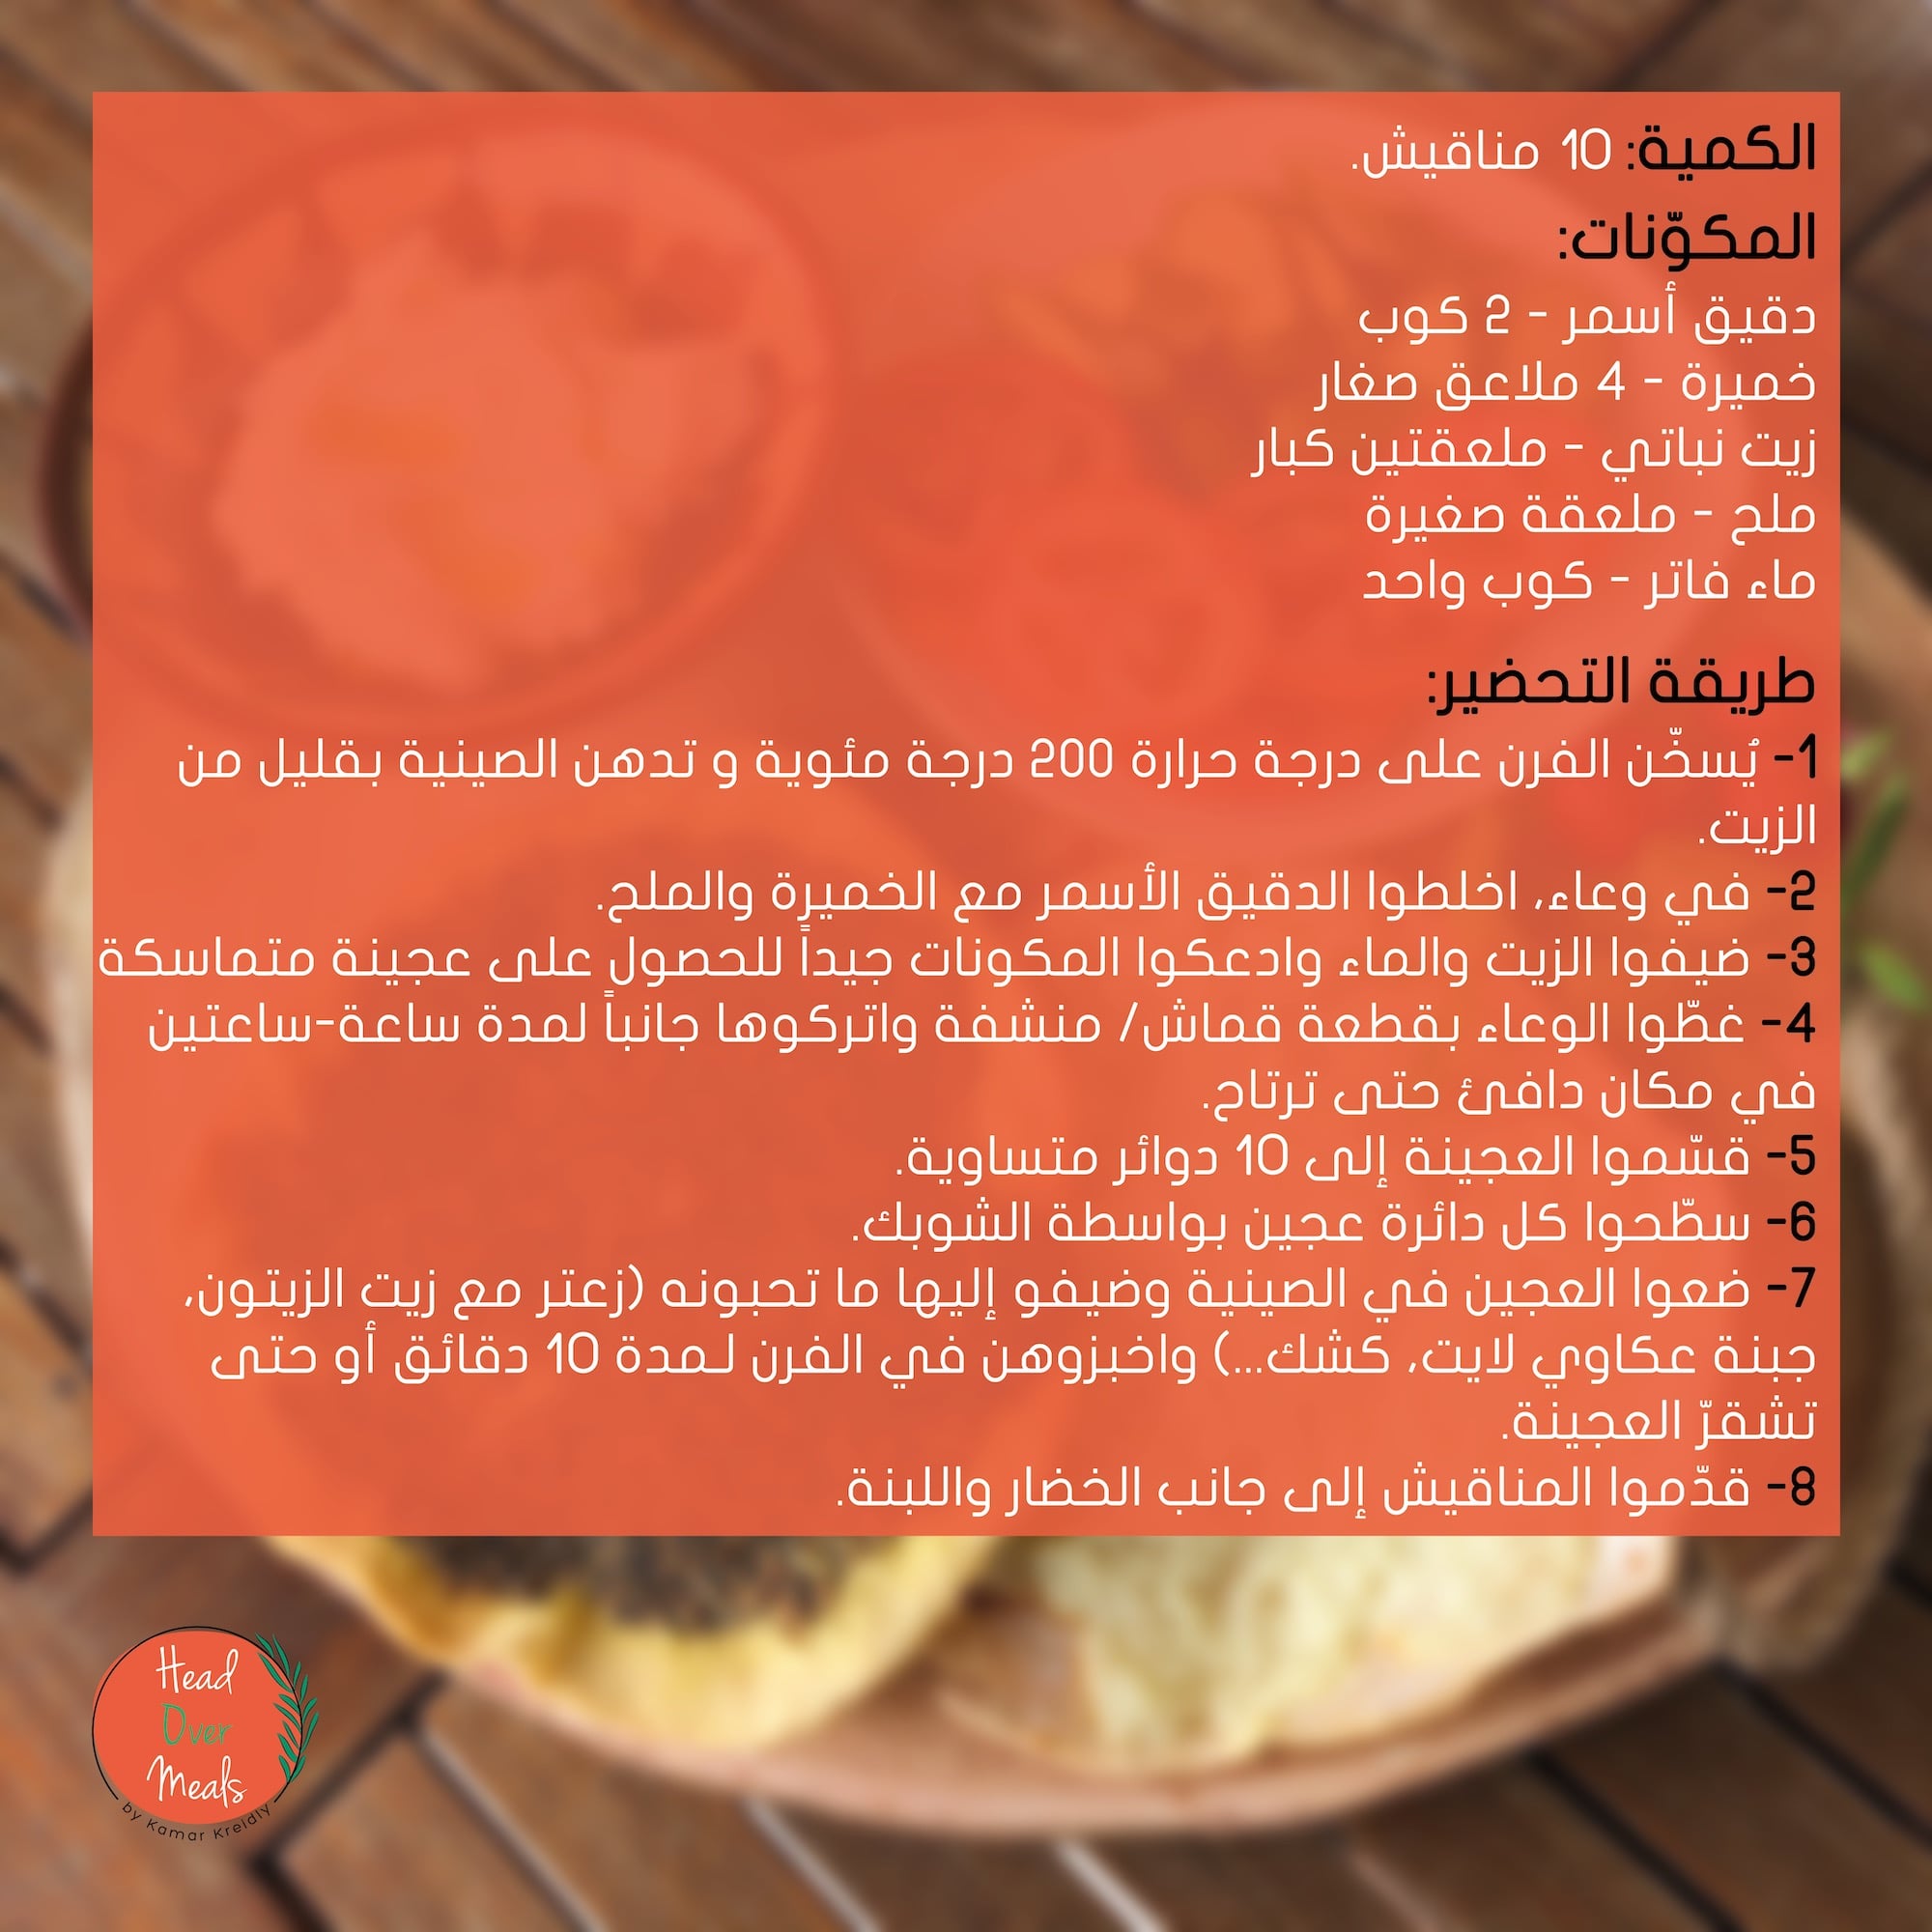 الكمية: 10 مناقيش.
المكوّنات:
دقيق أسمر - 2 كوب
خميرة - 4 ملاعق صغار
زيت نباتي - ملعقتين كبار
ملح - ملعقة صغيرة
ماء فاتر - كوب واحد
طريقة التحضير:
1- يُسخّن الفرن على درجة حرارة 200 درجة مئوية و تدهن الصينية بقليل من
الزيت.
2- في وعاء، اخلطوا الدقيق الأسمر مع الخميرة والملح.
3- ضيفوا الزيت والماء وادعكوا المكونات جيداً للحصول على عجينة متماسكة
4- غطّوا الوعاء بقطعة قماش/ منشفة واتركوها جانباً لمدة ساعة-ساعتين
في مكان دافئ حتى ترتاح.
5- قسّموا العجينة إلى 10 دوائر متساوية.
6- سطّحوا كل دائرة عجين بواسطة الشوبك.
7- ضعوا العجين في الصينية وضيفو إليها ما تحبونه (زعتر مع زيت الزيتون،
جبنة عكاوي لايت، كشك...) واخبزوهن في الفرن لمدة 10 دقائق أو حتى
تشقرّ العجينة.
8- قدّموا المناقيش إلى جانب الخضار واللبنة.
Head
Over
Meals
by Kamar Kreidly